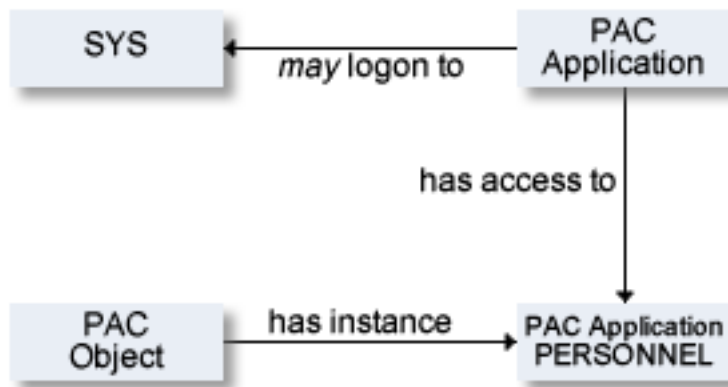 SYS
PAC
Application
may logon to
has access to
PAC
Object
has instance
PAC Application
PERSONNEL